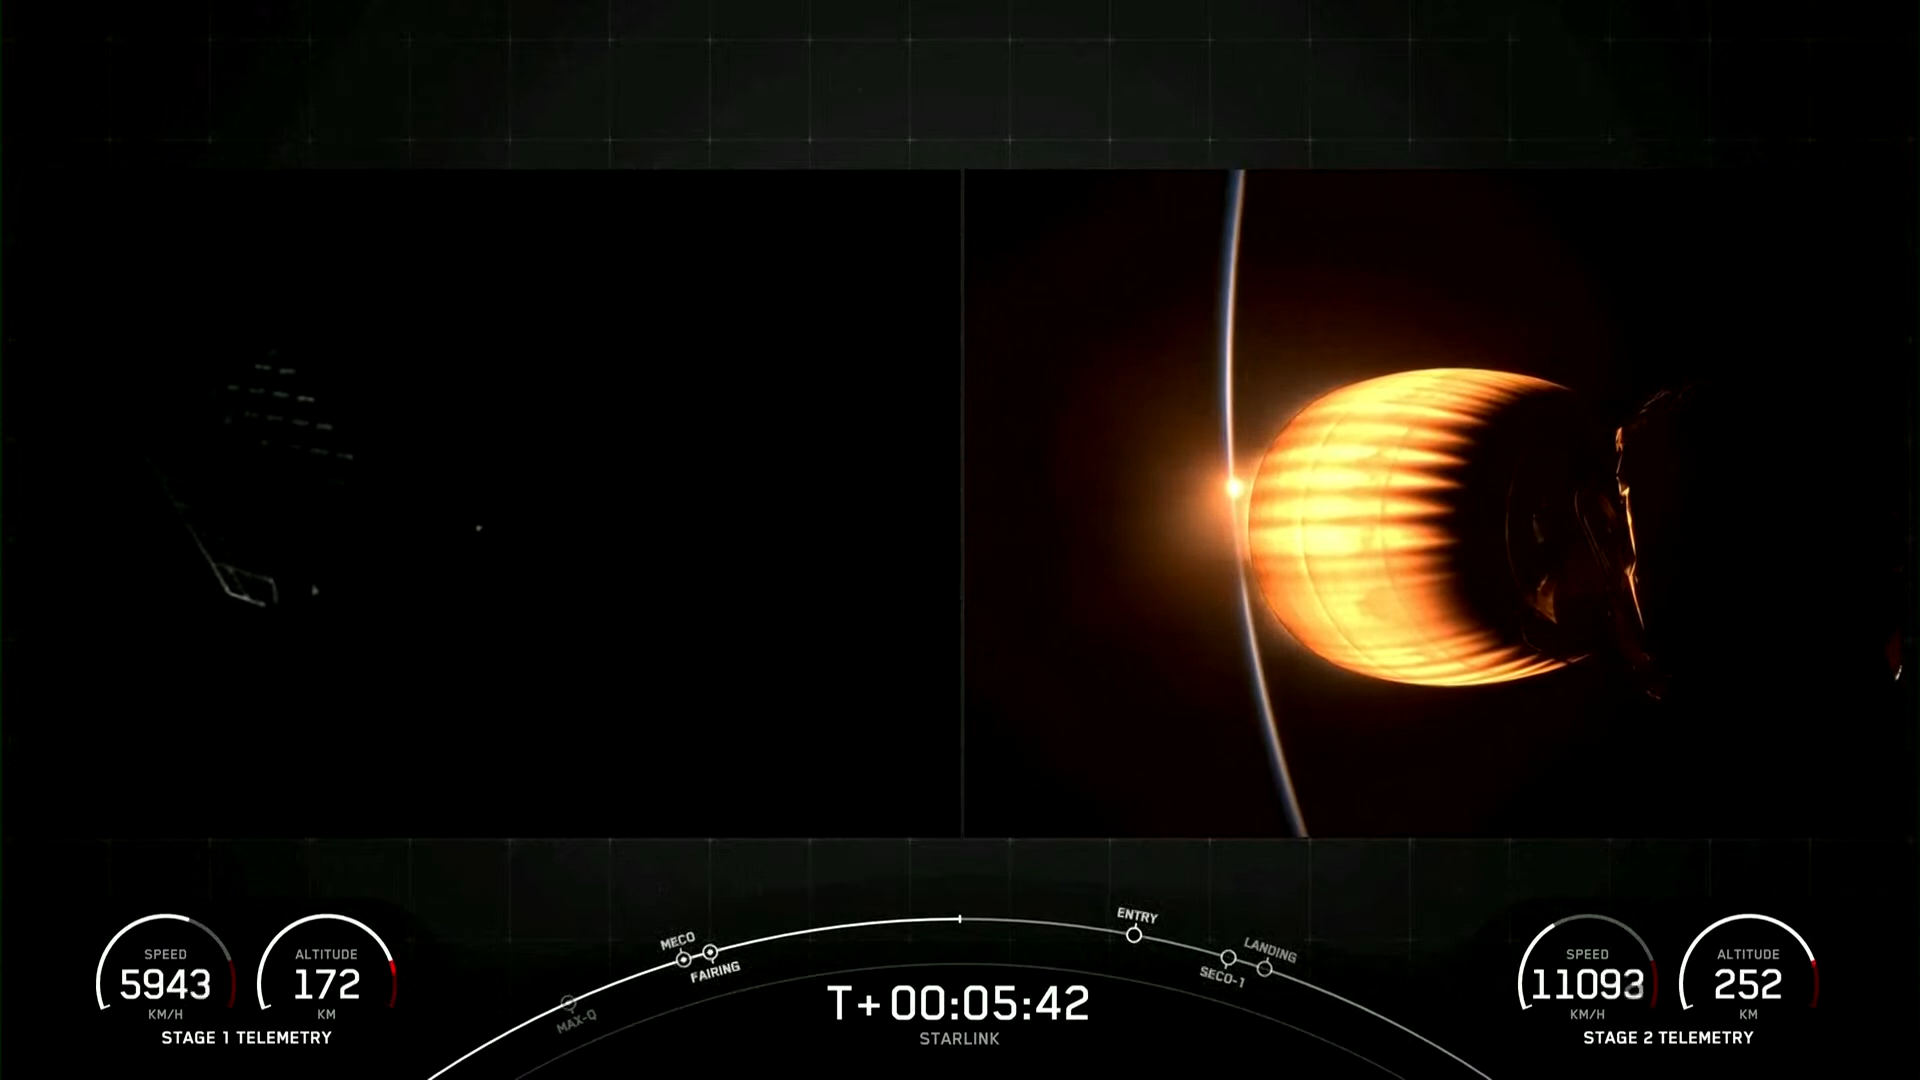 SPEED
5943
KM/H
ALTITUDE
172
KM
STAGE 1 TELEMETRY
MAX-Q
MECO
FAIRING
T+00:05:42
STARLINK
ENTRY
SECO-1
LANDING
SPEED
11093
KM/H
ALTITUDE
252
KM
STAGE 2 TELEMETRY